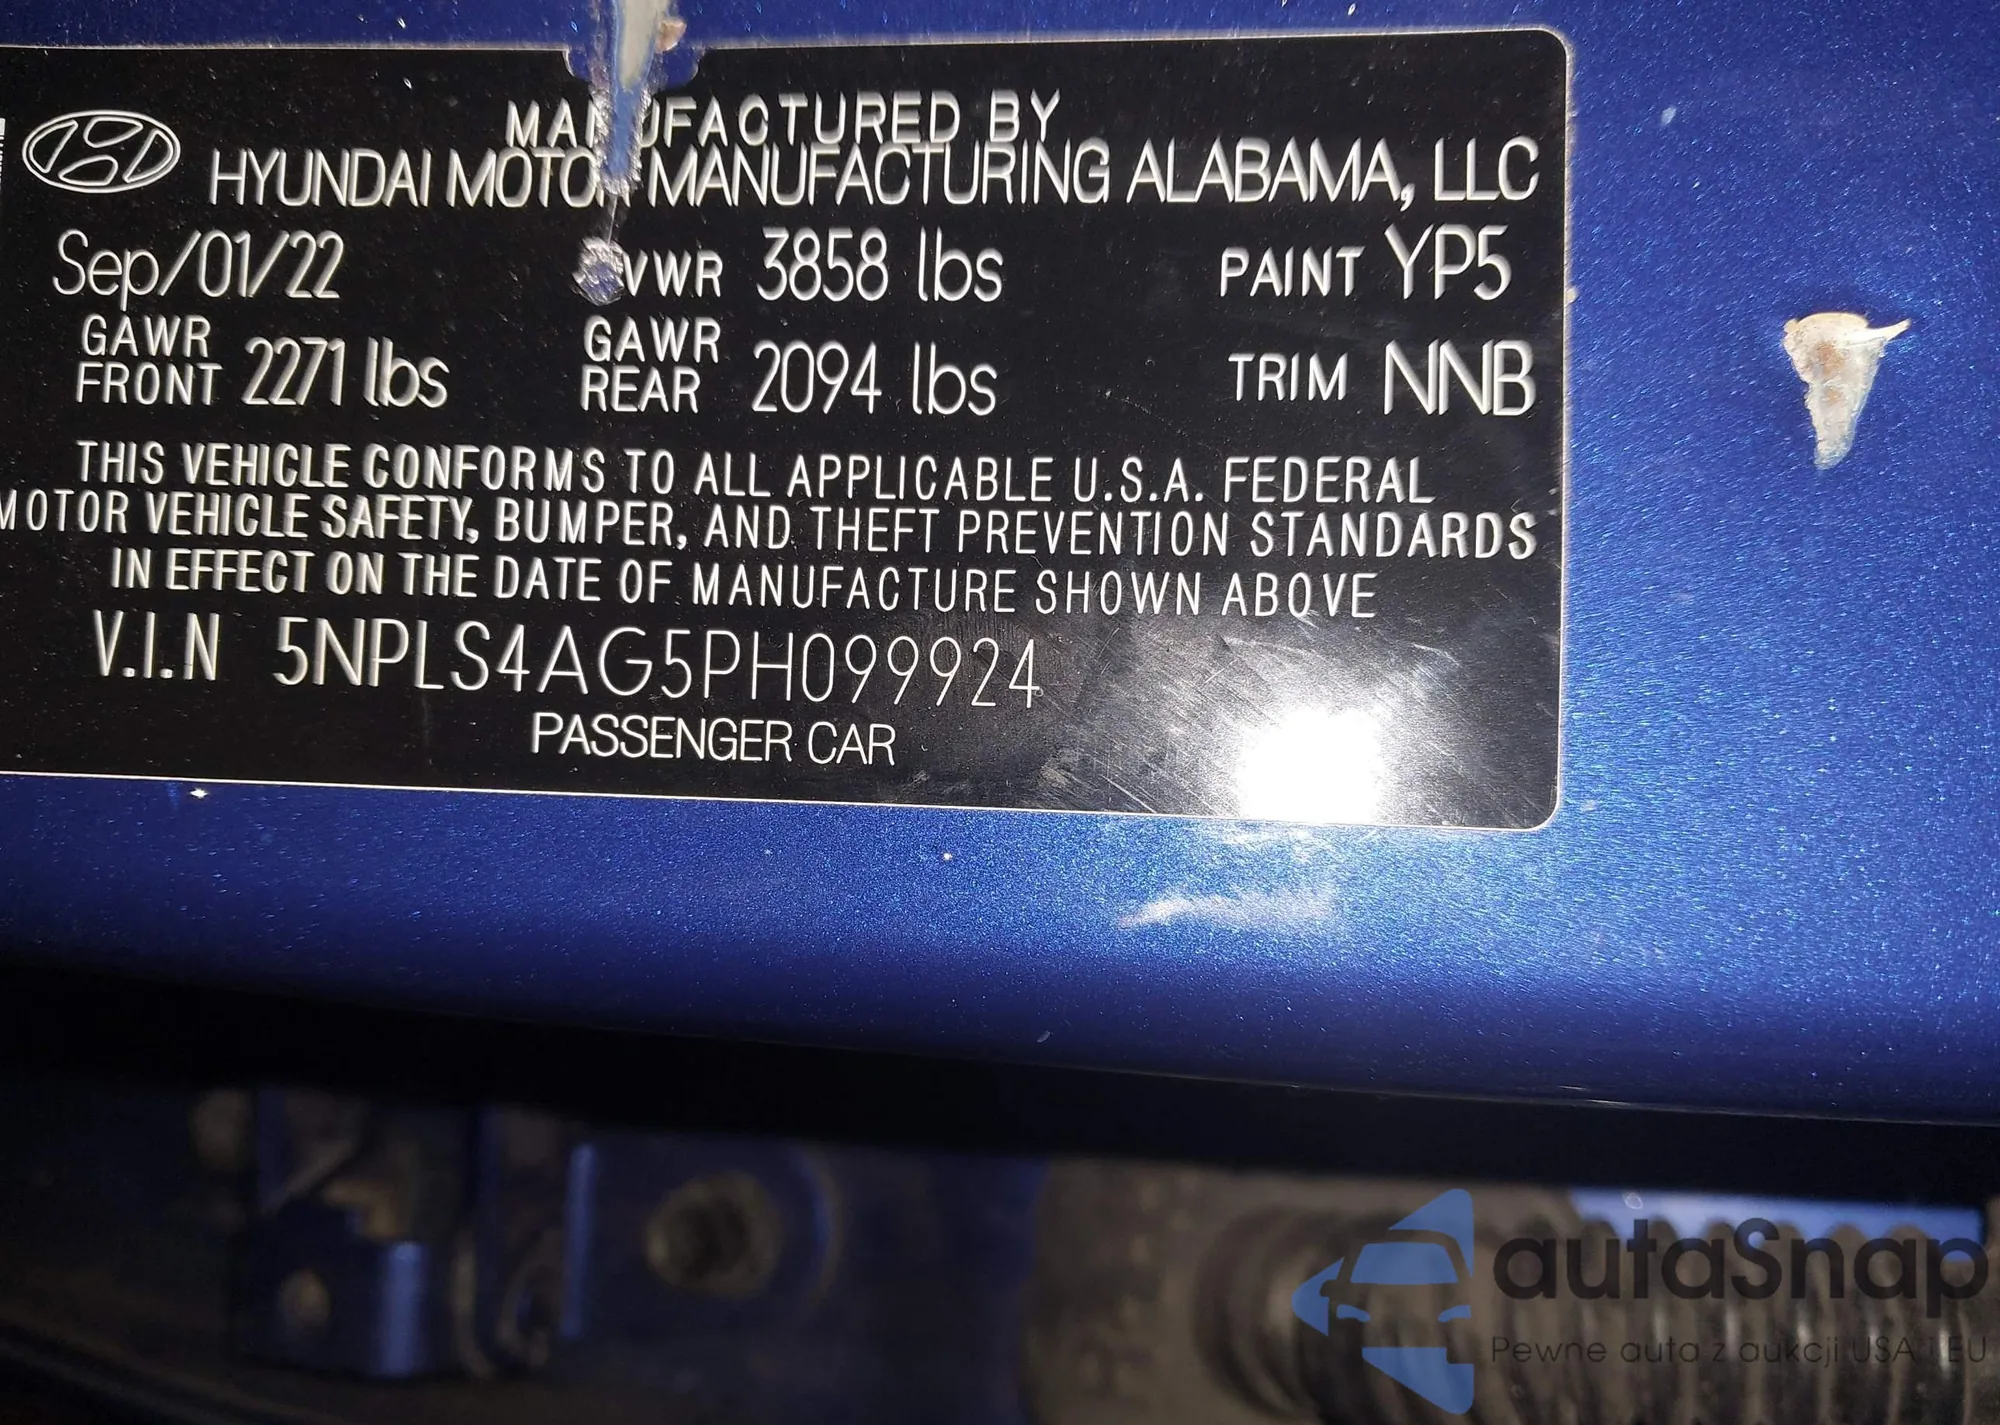 MANUFACTURED BY
HYUNDAI MOTOR MANUFACTURING ALABAMA, LLC
Sep/01/22 GVWR 3858 lbs PAINT YP5
GAWR FRONT 2271 lbs GAWR REAR 2094 lbs TRIM NNB
THIS VEHICLE CONFORMS TO ALL APPLICABLE U.S.A. FEDERAL
MOTOR VEHICLE SAFETY, BUMPER, AND THEFT PREVENTION STANDARDS
IN EFFECT ON THE DATE OF MANUFACTURE SHOWN ABOVE
V.I.N 5NPLS4AG5PH099924
PASSENGER CAR
autaSnap
Pewne auta z aukcji USA i EU